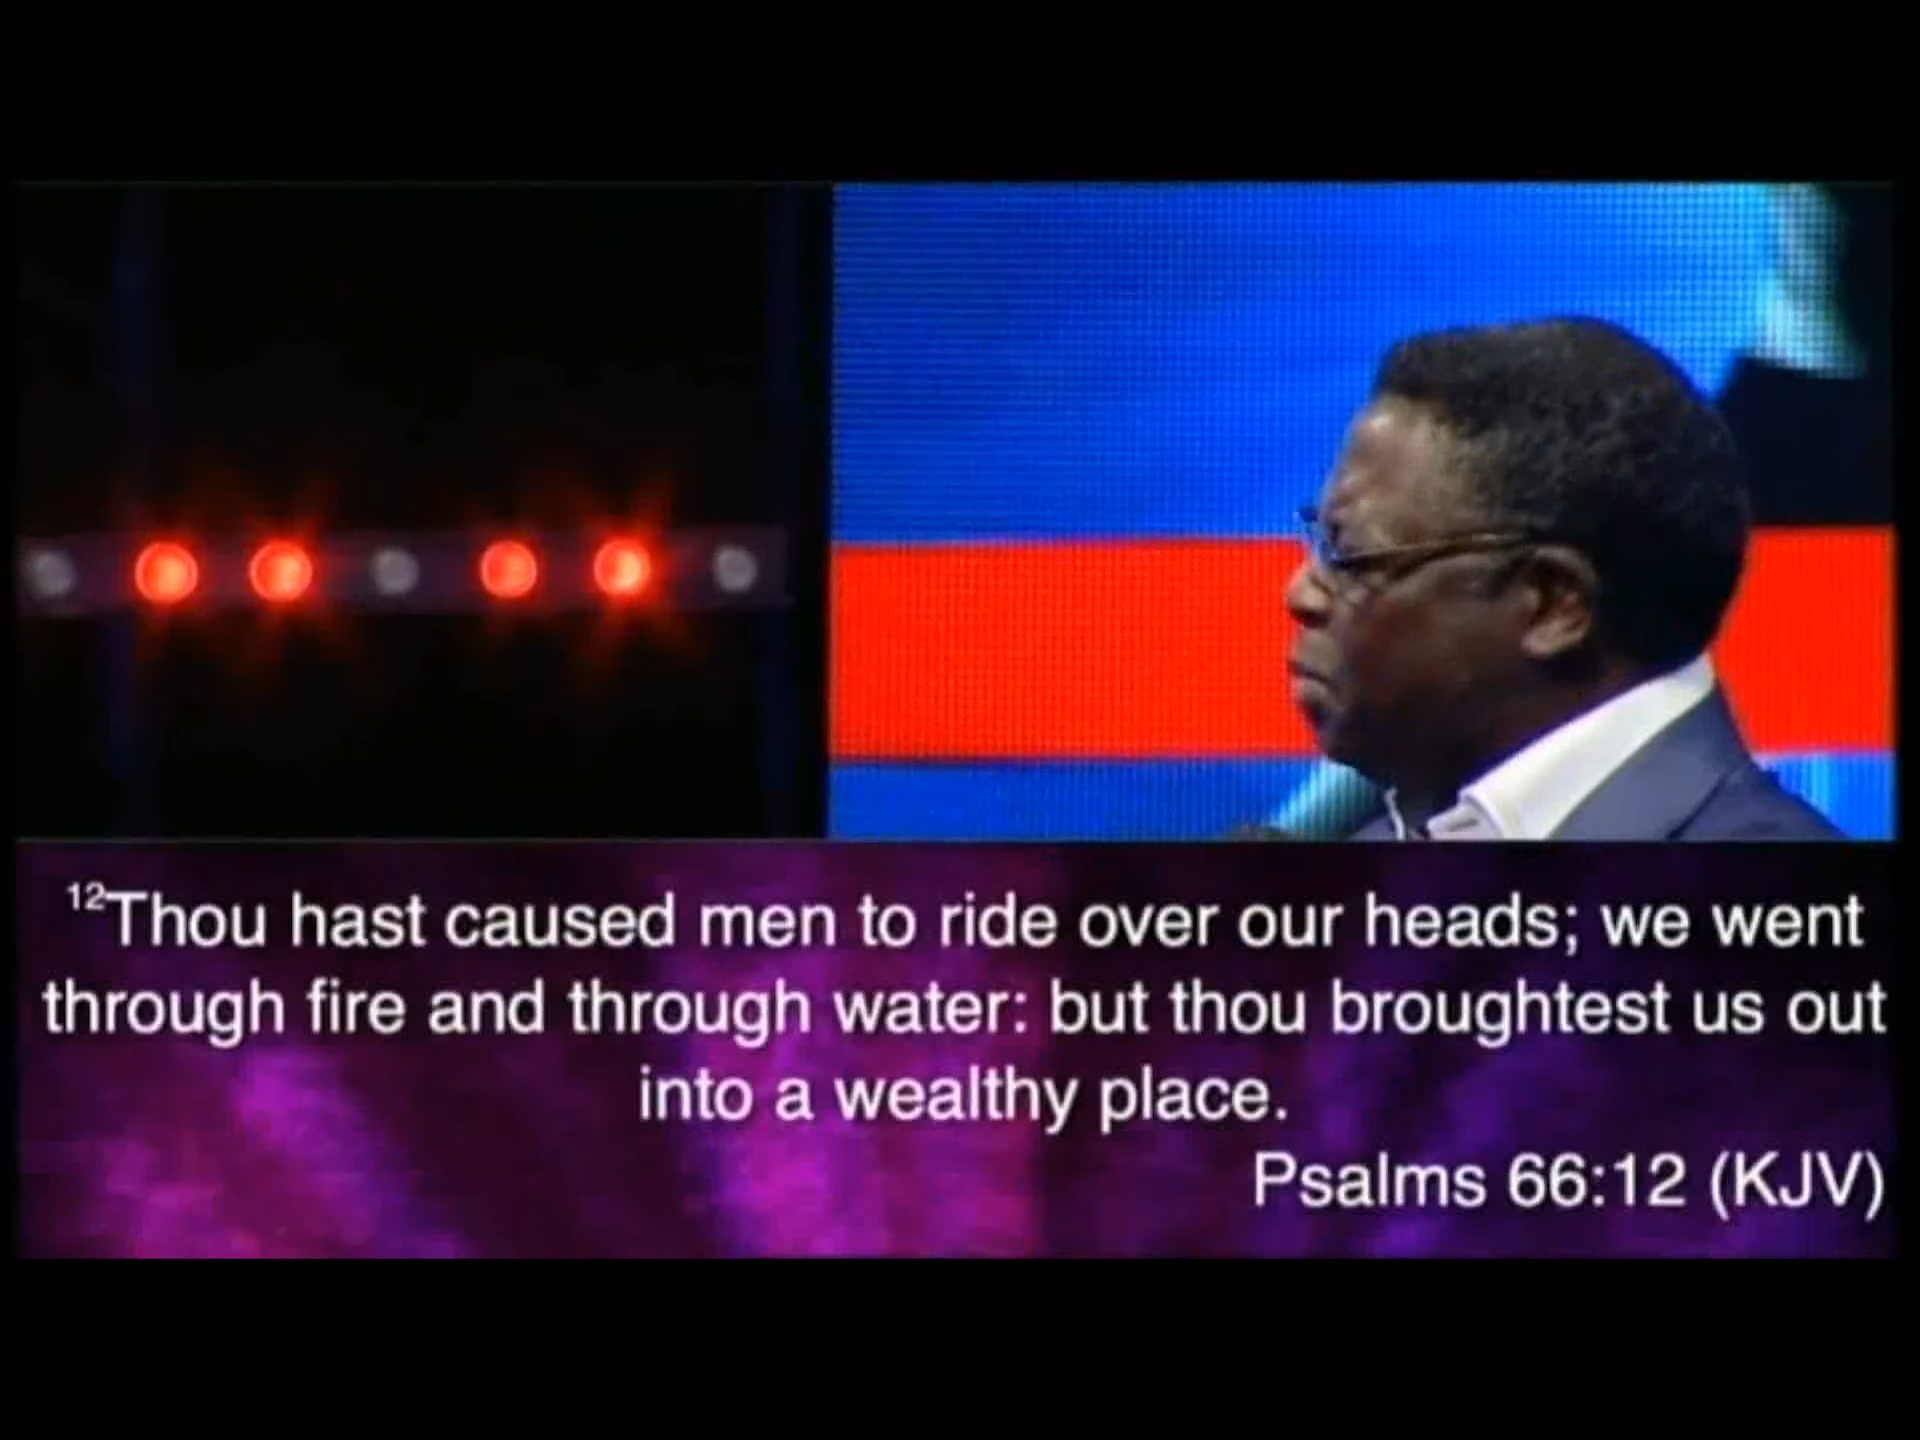 ¹²Thou hast caused men to ride over our heads; we went
through fire and through water: but thou broughtest us out
into a wealthy place.
Psalms 66:12 (KJV)